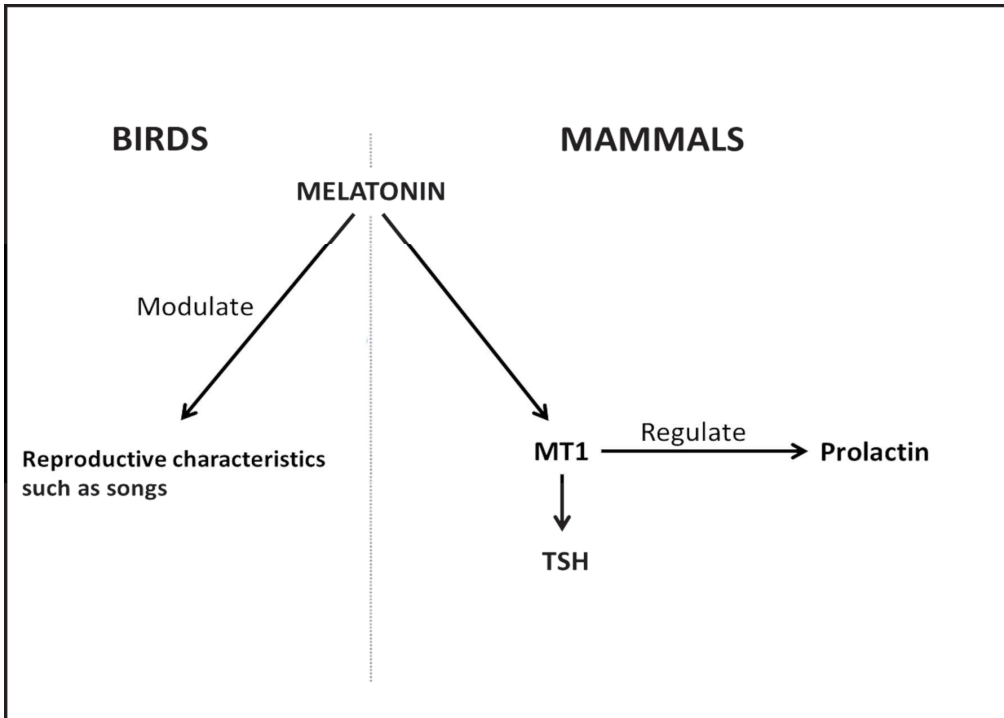 BIRDS
MAMMALS
MELATONIN
Modulate
Reproductive characteristics
such as songs
MT1
Regulate
Prolactin
TSH